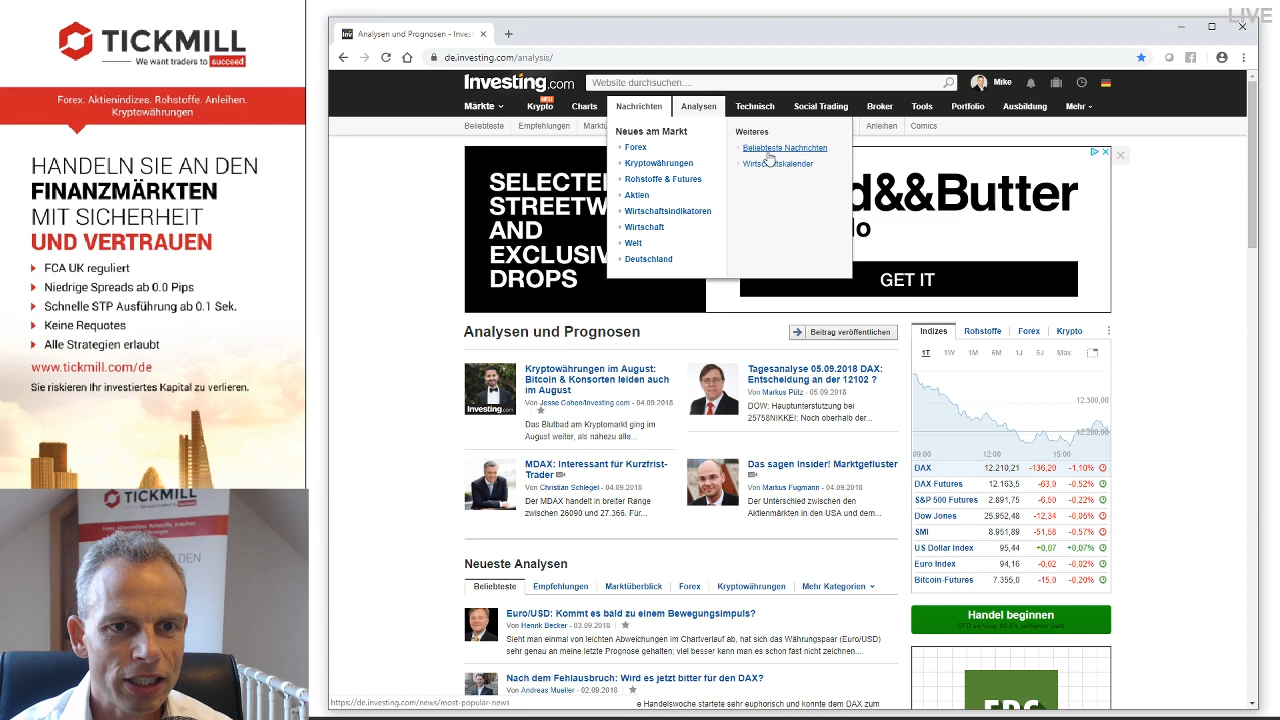 TICKMILL
We want traders to succeed
Forex. Aktienindizes. Rohstoffe. Anleihen.
Kryptowährungen
HANDELN SIE AN DEN
FINANZMÄRKTEN
MIT SICHERHEIT
UND VERTRAUEN
FCA UK reguliert
Niedrige Spreads ab 0.0 Pips
Schnelle STP Ausführung ab 0.1 Sek.
Keine Requotes
Alle Strategien erlaubt
www.tickmill.com/de
Sie riskieren Ihr investiertes Kapital zu verlieren.
TICKMILL
LIVE
Analysen und Prognosen - Inves
de.investing.com/analysis/
Investing.com
Website durchsuchen....
Mike
Märkte
NEU
Krypto
Charts
Nachrichten
Analysen
Technisch
Social Trading
Broker
Tools
Portfolio
Ausbildung
Mehr
Beliebteste
Empfehlungen
Anleihen
Comics
Neues am Markt
Forex
Kryptowährungen
Rohstoffe & Futures
Aktien
Wirtschaftsindikatoren
Wirtschaft
Welt
Deutschland
Weiteres
Beliebteste Nachrichten
SELECTE
STREETW
AND
EXCLUSIV
DROPS
d&&Butter
lo
GET IT
Analysen und Prognosen
Beitrag veröffentlichen
Kryptowährungen im August:
Bitcoin & Konsorten leiden auch
im August
Von Jesse Cohen/Investing.com - 04.09.2018
Das Blutbad am Kryptomarkt ging im
August weiter, als nahezu alle...
Investing.com
Tagesanalyse 05.09.2018 DAX:
Entscheidung an der 12102 ?
Von Markus Pülz - 05.09.2018
DOW: Hauptunterstützung bei
25758NIKKEI: Noch oberhalb der...
MDAX: Interessant für Kurzfrist-
Trader
Von Christian Schlegel - 04.09.2018
Der MDAX handelt in breiter Range
zwischen 26090 und 27.366. Für...
Das sagen Insider! Marktgeflüster
Von Markus Fugmann - 04.09.2018
Der Unterschied zwischen den
Aktienmärkten in den USA und dem...
Neueste Analysen
Beliebteste
Empfehlungen
Marktüberblick
Forex
Kryptowährungen
Mehr Kategorien
Euro/USD: Kommt es bald zu einem Bewegungsimpuls?
Von Henrik Becker - 03.09.2018
Sieht man einmal von leichten Abweichungen im Chartverlauf ab, hat sich das Währungspaar (Euro/USD)
sehr genau an meine letzte Prognose gehalten; viel besser kann man es schon fast nicht zeichnen....
Nach dem Fehlausbruch: Wird es jetzt bitter für den DAX?
Von Andreas Mueller - 02.09.2018
e Handelswoche startete sehr euphorisch und konnte dem DAX zum
https://de.investing.com/news/most-popular-news
Indizes
Rohstoffe
Forex
Krypto
1T
1W
1M
6M
1J
5J
Max.
12.300,00
12.200,00
09:00
12:00
15:00
DAX 12.210,21 -136,20 -1,10%
DAX Futures 12.163,5 -63,0 -0,52%
S&P 500 Futures 2.891,75 -6,50 -0,22%
Dow Jones 25.952,48 -12,34 -0,05%
SMI 8.951,89 -51,58 -0,57%
US Dollar Index 95,44 +0,07 +0,07%
Euro Index 94,16 -0,02 -0,02%
Bitcoin-Futures 7.355,0 -15,0 -0,20%
Handel beginnen